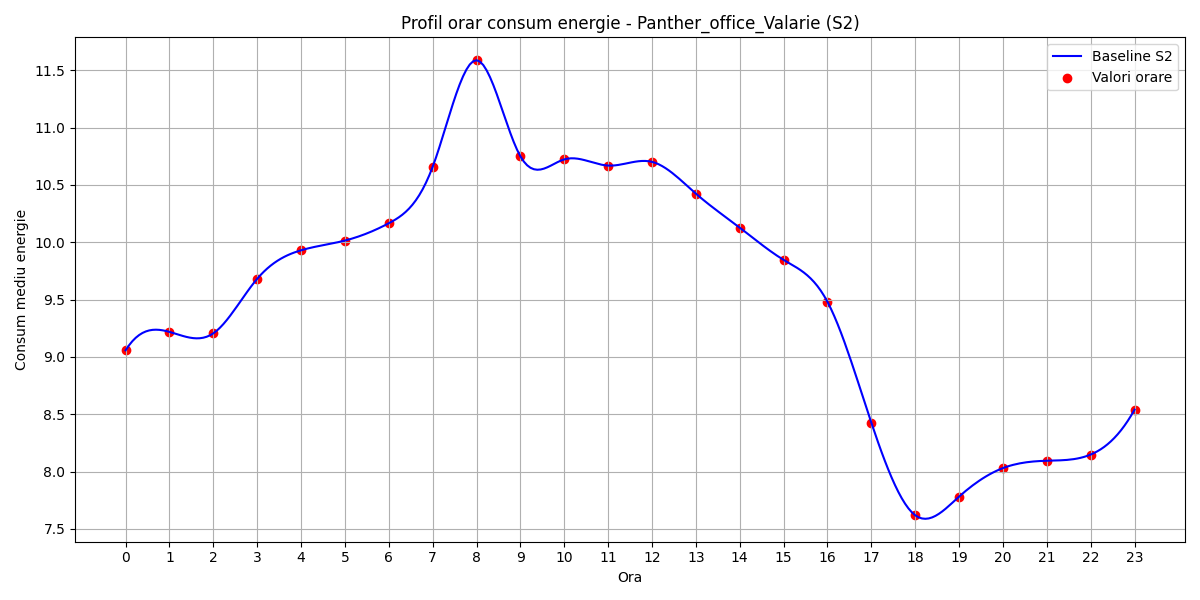 Profil orar consum energie - Panther_office_Valarie (S2)
Baseline S2
Valori orare
Consum mediu energie
11.5
11.0
10.5
10.0
9.5
9.0
8.5
8.0
7.5
0 1 2 3 4 5 6 7 8 9 10 11 12 13 14 15 16 17 18 19 20 21 22 23
Ora